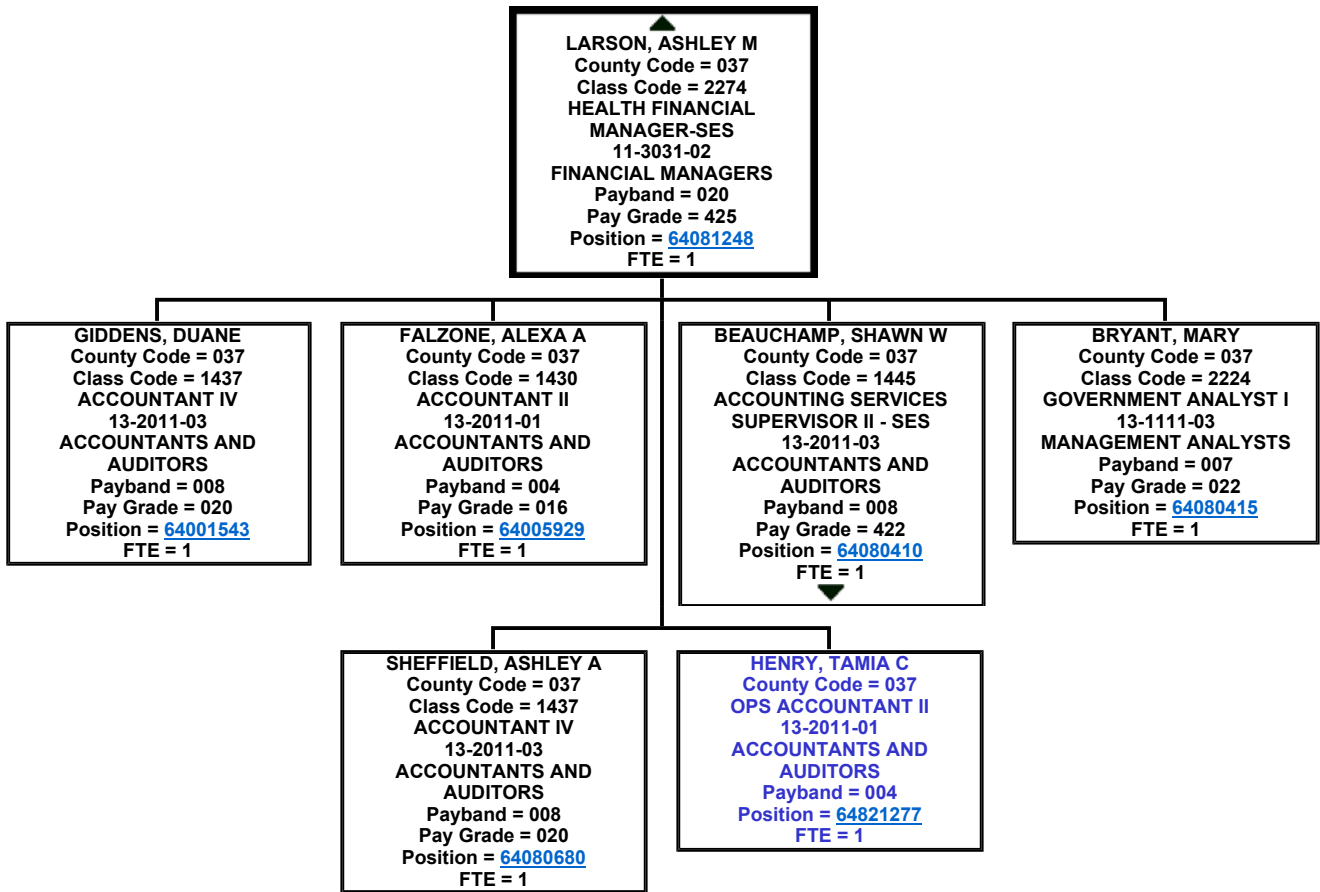 LARSON, ASHLEY M
County Code = 037
Class Code = 2274
HEALTH FINANCIAL
MANAGER-SES
11-3031-02
FINANCIAL MANAGERS
Payband = 020
Pay Grade = 425
Position = 64081248
FTE = 1
GIDDENS, DUANE
County Code = 037
Class Code = 1437
ACCOUNTANT IV
13-2011-03
ACCOUNTANTS AND
AUDITORS
Payband = 008
Pay Grade = 020
Position = 64001543
FTE = 1
FALZONE, ALEXA A
County Code = 037
Class Code = 1430
ACCOUNTANT II
13-2011-01
ACCOUNTANTS AND
AUDITORS
Payband = 004
Pay Grade = 016
Position = 64005929
FTE = 1
BEAUCHAMP, SHAWN W
County Code = 037
Class Code = 1445
ACCOUNTING SERVICES
SUPERVISOR II - SES
13-2011-03
ACCOUNTANTS AND
AUDITORS
Payband = 008
Pay Grade = 422
Position = 64080410
FTE = 1
BRYANT, MARY
County Code = 037
Class Code = 2224
GOVERNMENT ANALYST I
13-1111-03
MANAGEMENT ANALYSTS
Payband = 007
Pay Grade = 022
Position = 64080415
FTE = 1
SHEFFIELD, ASHLEY A
County Code = 037
Class Code = 1437
ACCOUNTANT IV
13-2011-03
ACCOUNTANTS AND
AUDITORS
Payband = 008
Pay Grade = 020
Position = 64080680
FTE = 1
HENRY, TAMIA C
County Code = 037
OPS ACCOUNTANT II
13-2011-01
ACCOUNTANTS AND
AUDITORS
Payband = 004
Position = 64821277
FTE = 1